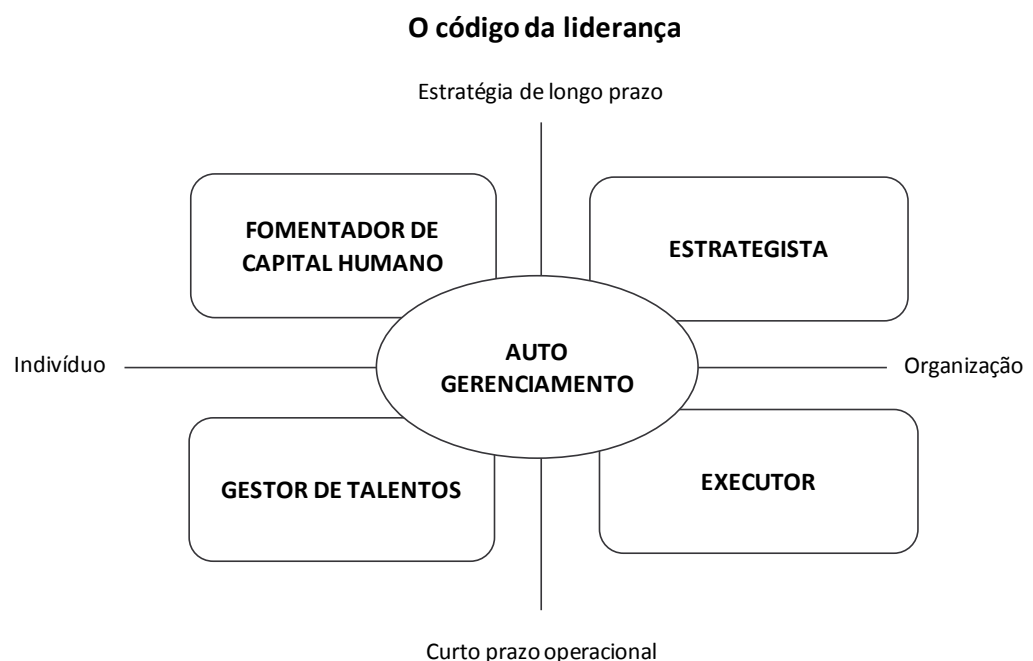 O código da liderança
Estratégia de longo prazo
FOMENTADOR DE
CAPITAL HUMANO
ESTRATEGISTA
Indivíduo
AUTO
GERENCIAMENTO
Organização
GESTOR DE TALENTOS
EXECUTOR
Curto prazo operacional